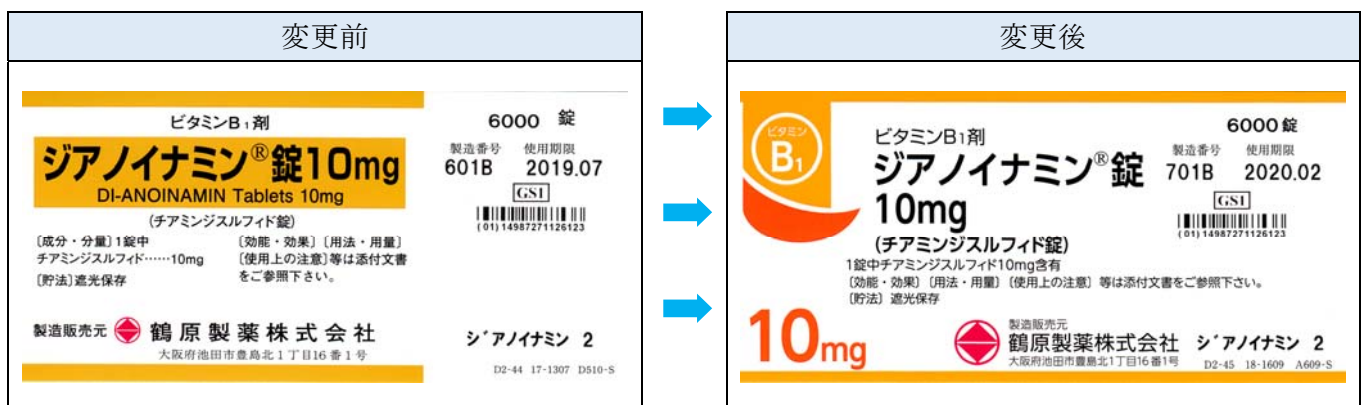 変更前
ビタミンB1剤
ジアノイナミン®錠10mg
DI-ANOINAMIN Tablets 10mg
(チアミンジスルフィド錠)
〔成分・分量〕1錠中
チアミンジスルフィド……10mg
〔貯法〕遮光保存
〔効能・効果〕〔用法・用量〕
〔使用上の注意〕等は添付文書
をご参照下さい。
製造販売元 鶴原製薬株式会社
大阪府池田市豊島北1丁目16番1号
6000 錠
製造番号 使用期限
601B 2019.07
GS1
(01)14987271126123
ジアノイナミン 2
D2-44 17-1307 D510-S
変更後
ビタミン
B1
ビタミンB1剤
ジアノイナミン®錠
10mg
(チアミンジスルフィド錠)
1錠中チアミンジスルフィド10mg含有
〔効能・効果〕〔用法・用量〕〔使用上の注意〕等は添付文書をご参照下さい。
〔貯法〕遮光保存
10mg
製造販売元
鶴原製薬株式会社
大阪府池田市豊島北1丁目16番1号
6000錠
製造番号 使用期限
701B 2020.02
GS1
(01)14987271126123
ジアノイナミン 2
D2-45 18-1609 A609-S